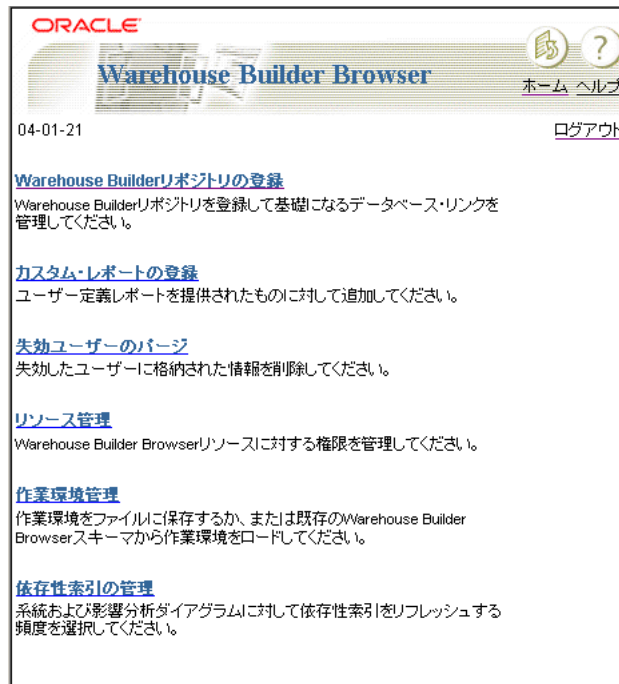 ORACLE
Warehouse Builder Browser
ホーム ヘルプ
04-01-21
ログアウト
Warehouse Builderリポジトリの登録
Warehouse Builderリポジトリを登録して基礎になるデータベース・リンクを
管理してください。
カスタム・レポートの登録
ユーザー定義レポートを提供されたものに対して追加してください。
失効ユーザーのパージ
失効したユーザーに格納された情報を削除してください。
リソース管理
Warehouse Builder Browserリソースに対する権限を管理してください。
作業環境管理
作業環境をファイルに保存するか、または既存のWarehouse Builder
Browserスキーマから作業環境をロードしてください。
依存性索引の管理
系統および影響分析ダイアグラムに対して依存性索引をリフレッシュする
頻度を選択してください。